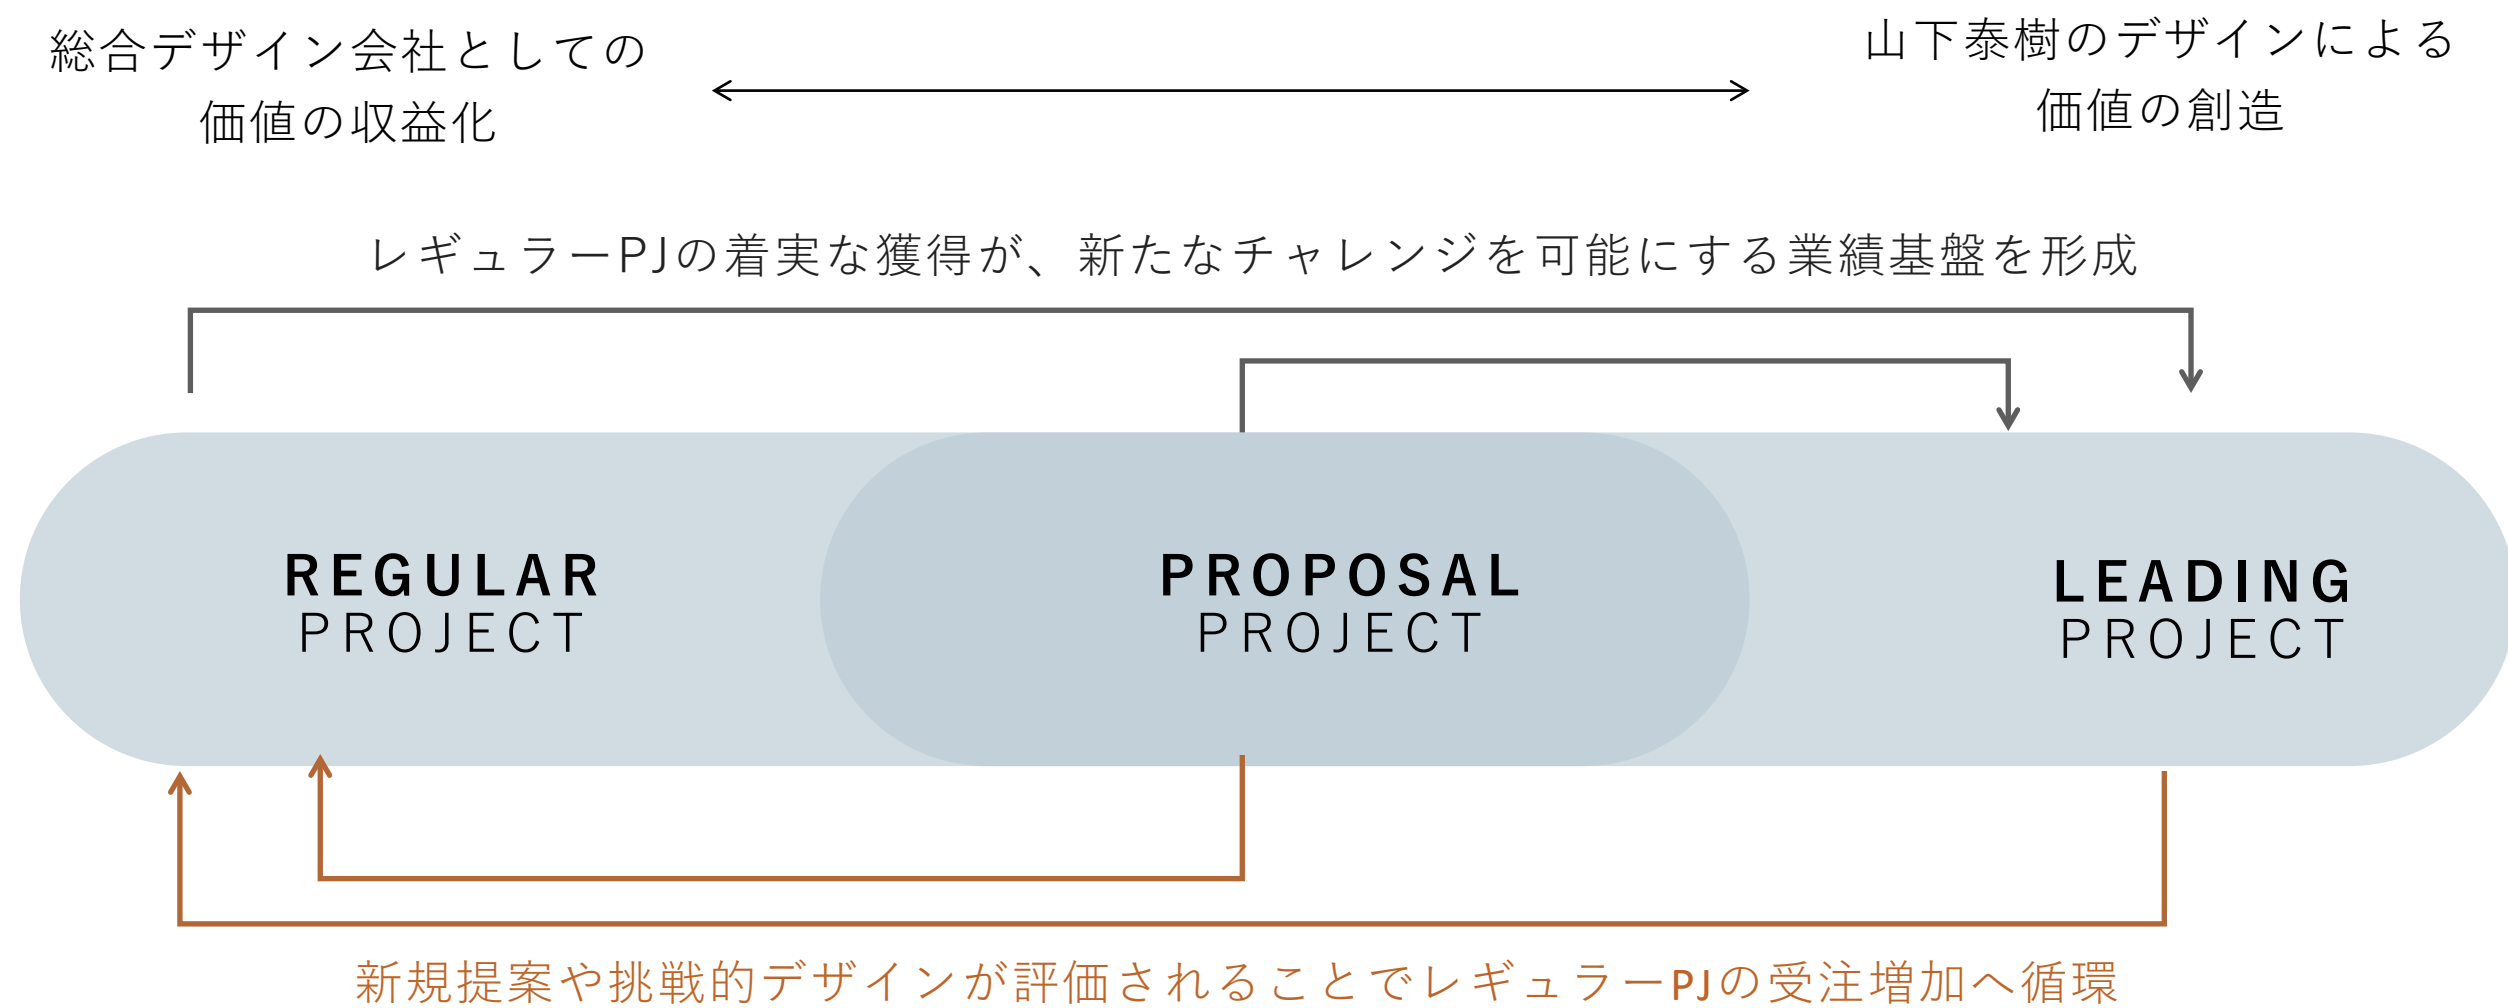 総合デザイン会社としての
価値の収益化
山下泰樹のデザインによる
価値の創造
レギュラーPJの着実な獲得が、新たなチャレンジを可能にする業績基盤を形成
REGULAR
PROJECT
PROPOSAL
PROJECT
LEADING
PROJECT
新規提案や挑戦的デザインが評価されることでレギュラーPJの受注増加へ循環